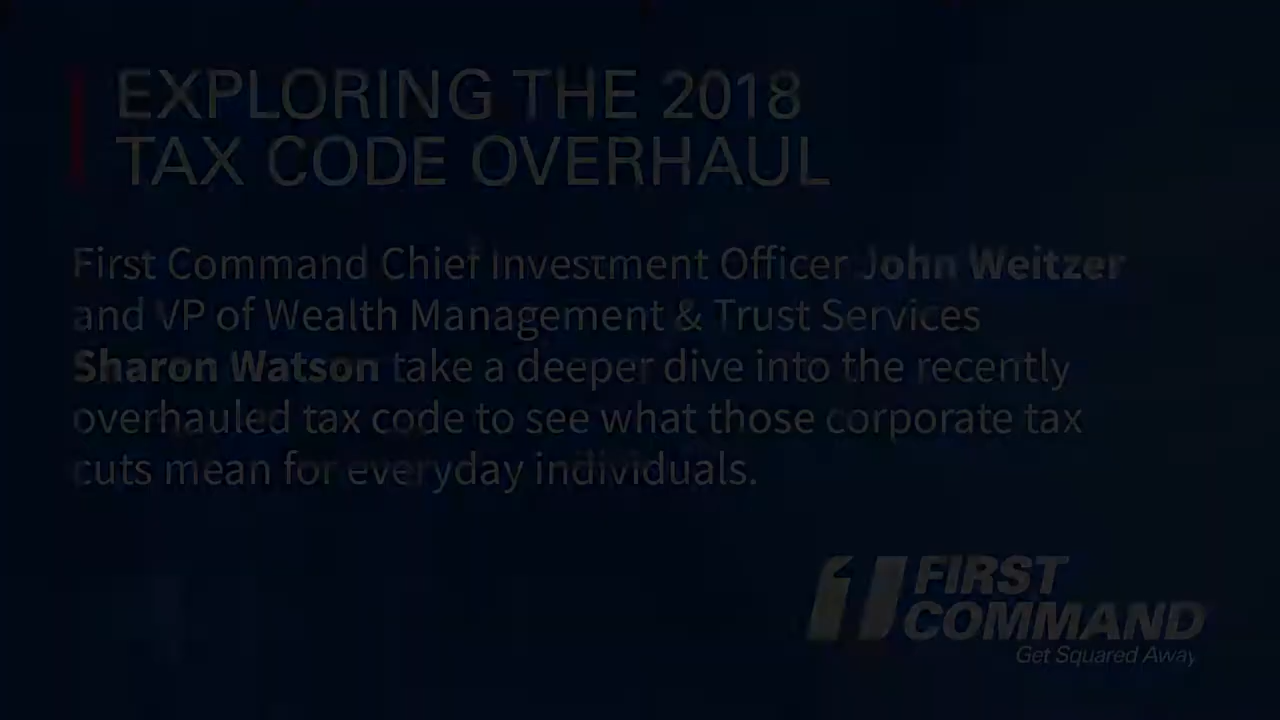 EXPLORING THE 2018
TAX CODE OVERHAUL
First Command Chief Investment Officer John Weitzer
and VP of Wealth Management & Trust Services
Sharon Watson take a deeper dive into the recently
overhauled tax code to see what those corporate tax
cuts mean for everyday individuals.
FIRST
COMMAND
Get Squared Away